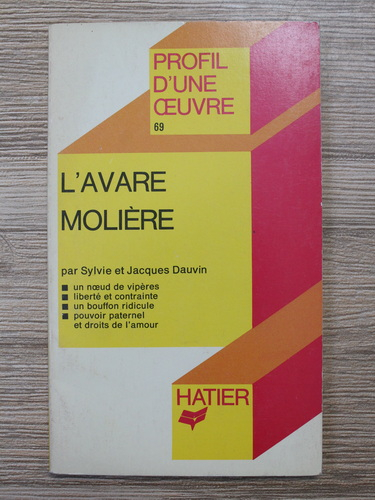 PROFIL
D'UNE
ŒUVRE
69
L'AVARE
MOLIÈRE
par Sylvie et Jacques Dauvin
■ un nœud de vipères
■ liberté et contrainte
■ un bouffon ridicule
■ pouvoir paternel
et droits de l'amour
HATIER